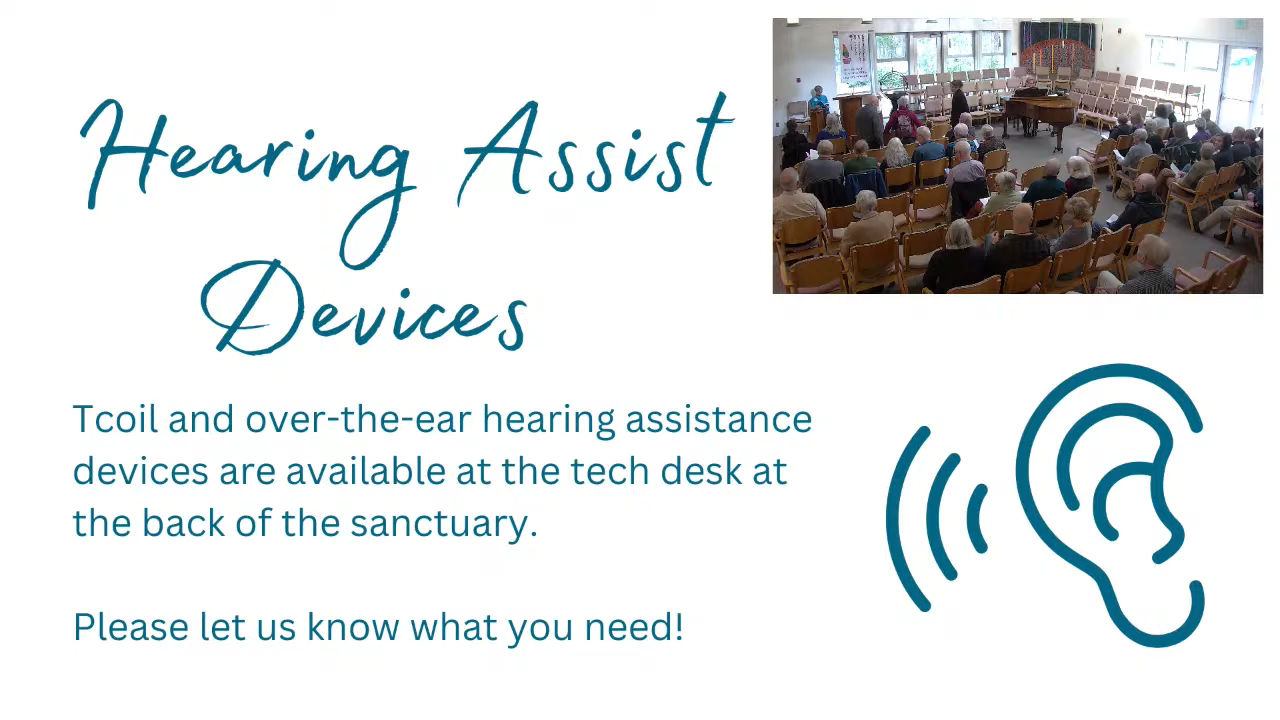 Hearing Assist
Devices
Tcoil and over-the-ear hearing assistance
devices are available at the tech desk at
the back of the sanctuary.
Please let us know what you need!